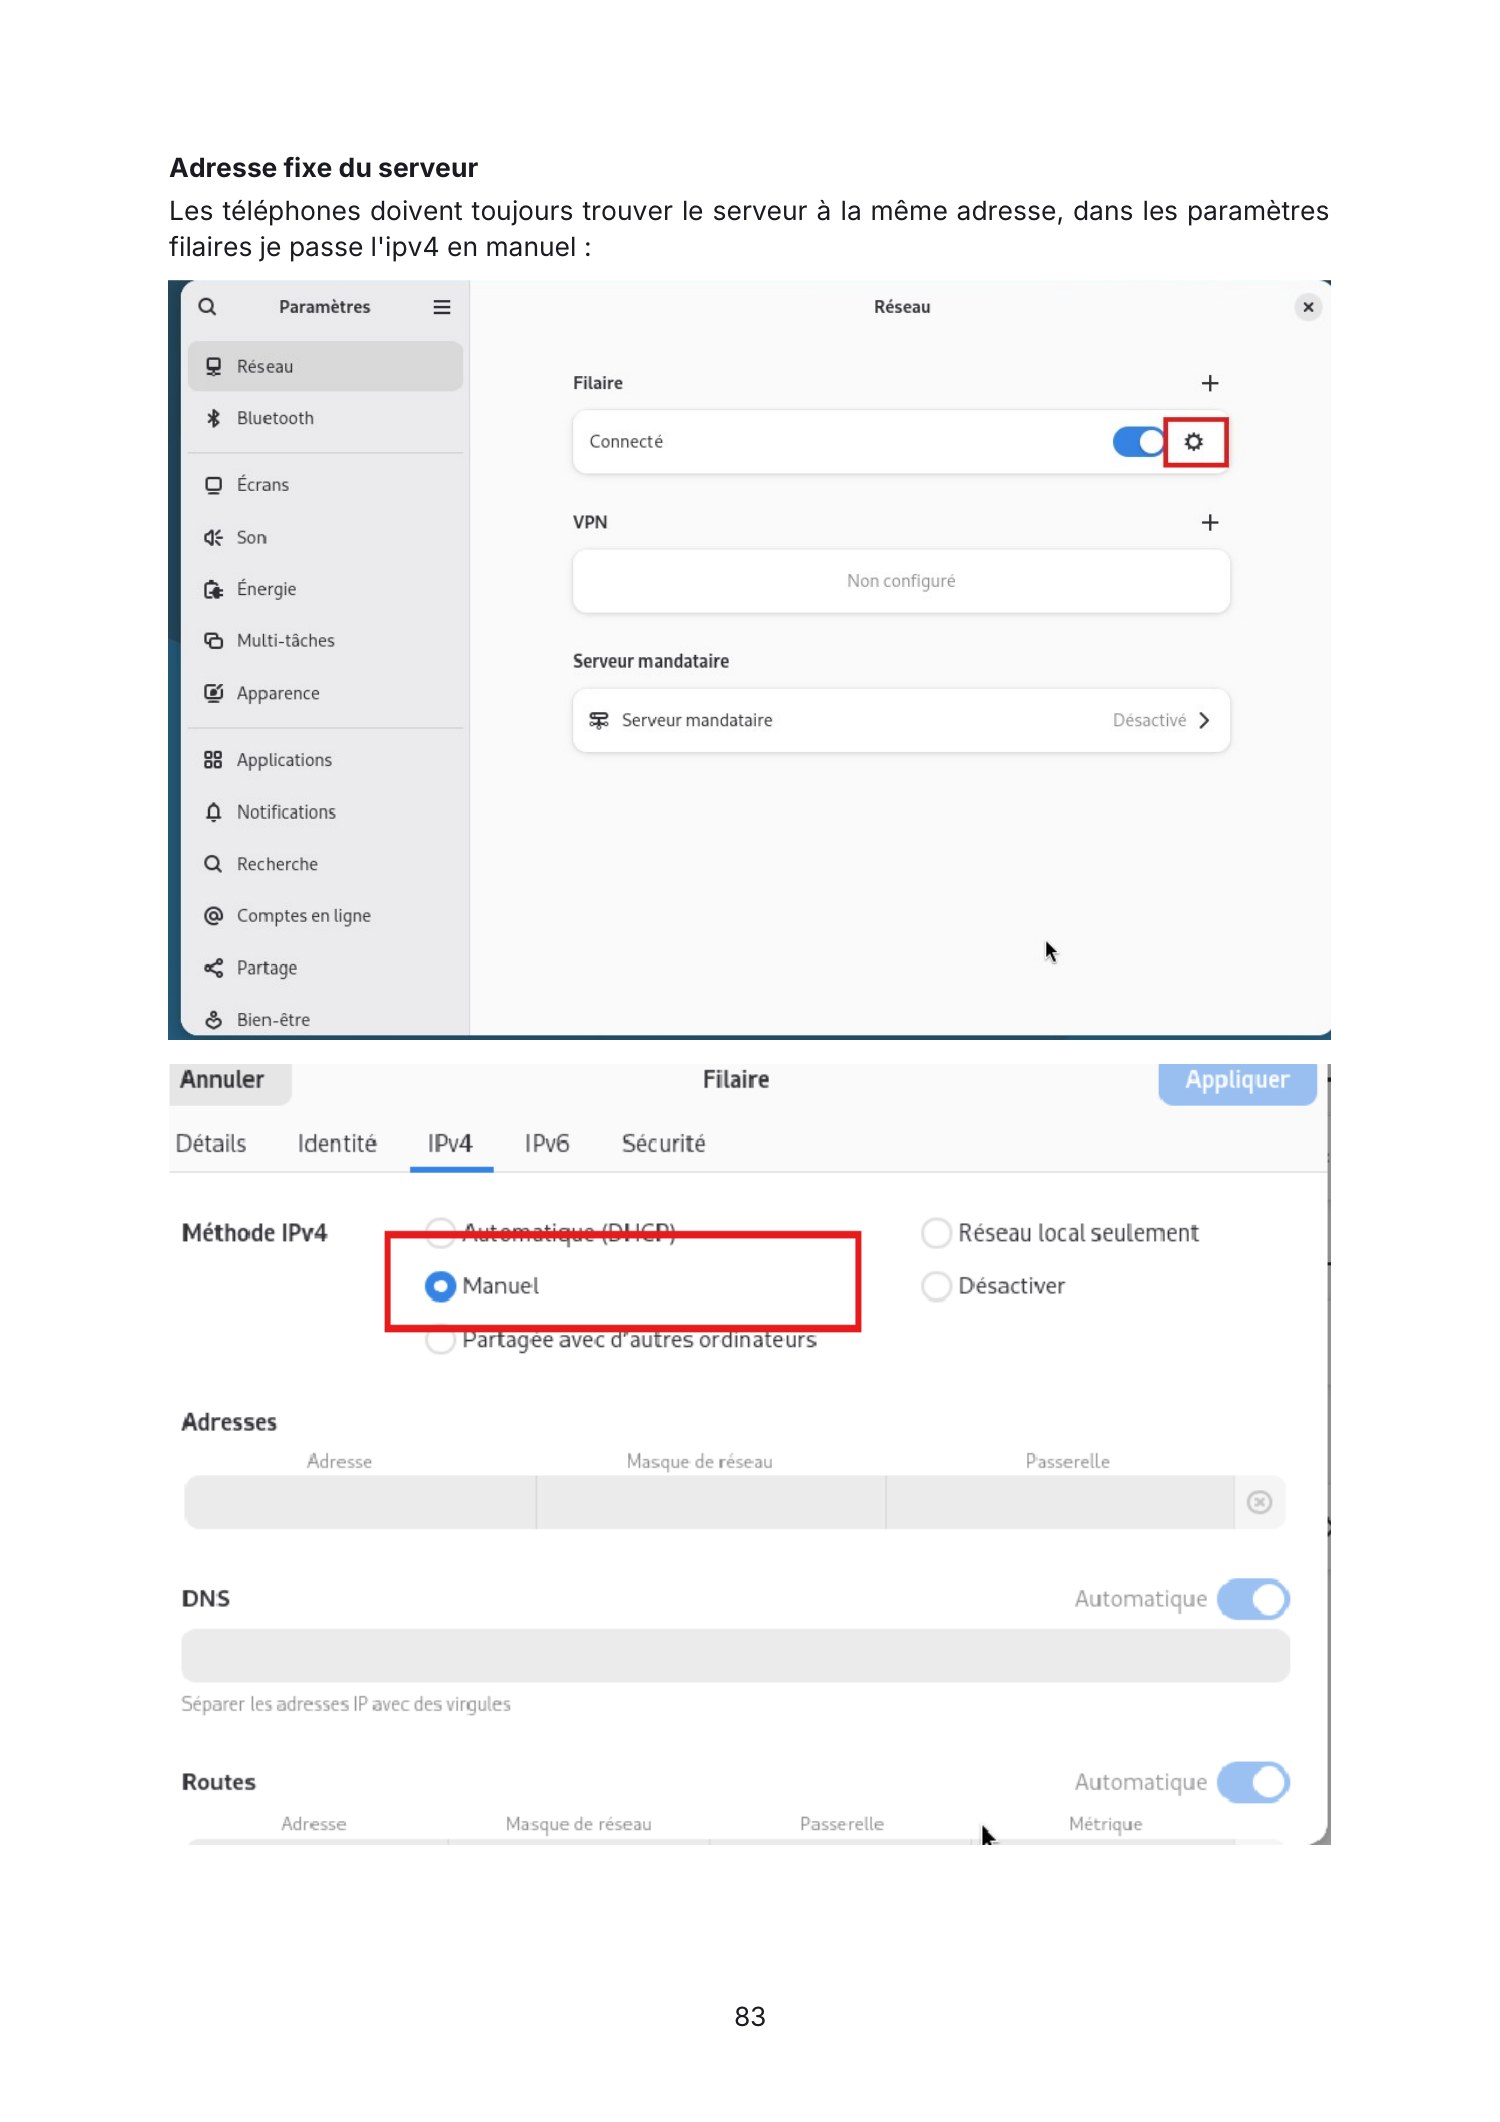 Adresse fixe du serveur
Les téléphones doivent toujours trouver le serveur à la même adresse, dans les paramètres
filaires je passe l'ipv4 en manuel :
Paramètres
Réseau
Réseau
Bluetooth
Écrans
Son
Énergie
Multi-tâches
Apparence
Applications
Notifications
Recherche
Comptes en ligne
Partage
Bien-être
Filaire
Connecté
VPN
Non configuré
Serveur mandataire
Serveur mandataire Désactivé
Annuler Filaire Appliquer
Détails Identité IPv4 IPv6 Sécurité
Méthode IPv4 Automatique (DHCP) Réseau local seulement
Manuel Désactiver
Partagée avec d'autres ordinateurs
Adresses
Adresse Masque de réseau Passerelle
DNS Automatique
Séparer les adresses IP avec des virgules
Routes Automatique
Adresse Masque de réseau Passerelle Métrique
83